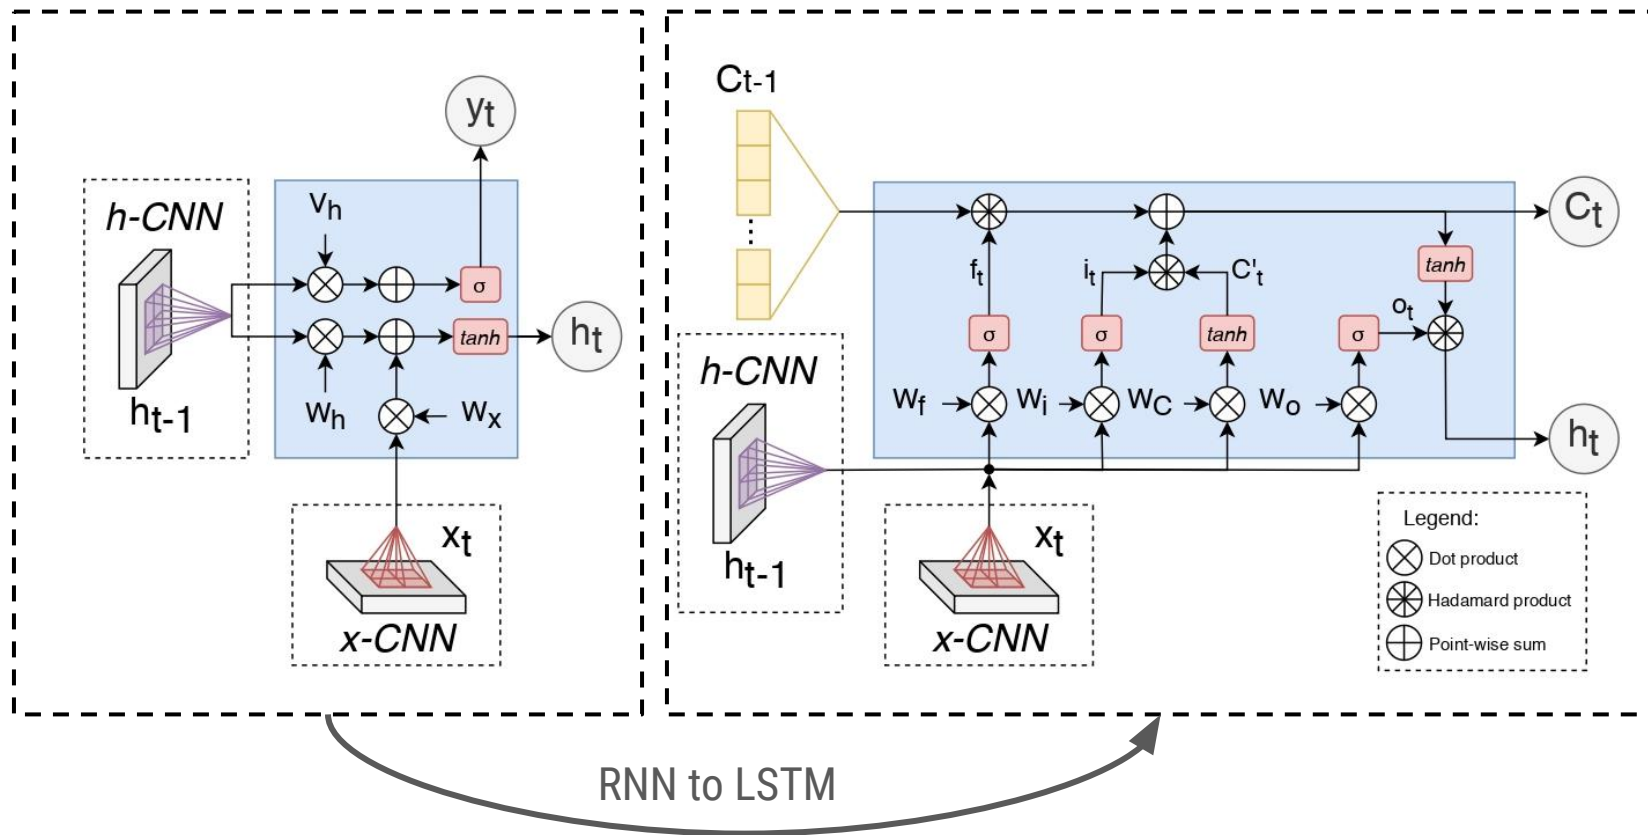 yt
h-CNN
Vh
σ
tanh
ht
ht-1
Wh
Wx
xt
x-CNN
Ct-1
Ct
ft
it
C't
tanh
ot
σ
σ
tanh
σ
h-CNN
Wf
Wi
WC
Wo
ht
ht-1
xt
x-CNN
Legend:
Dot product
Hadamard product
Point-wise sum
RNN to LSTM